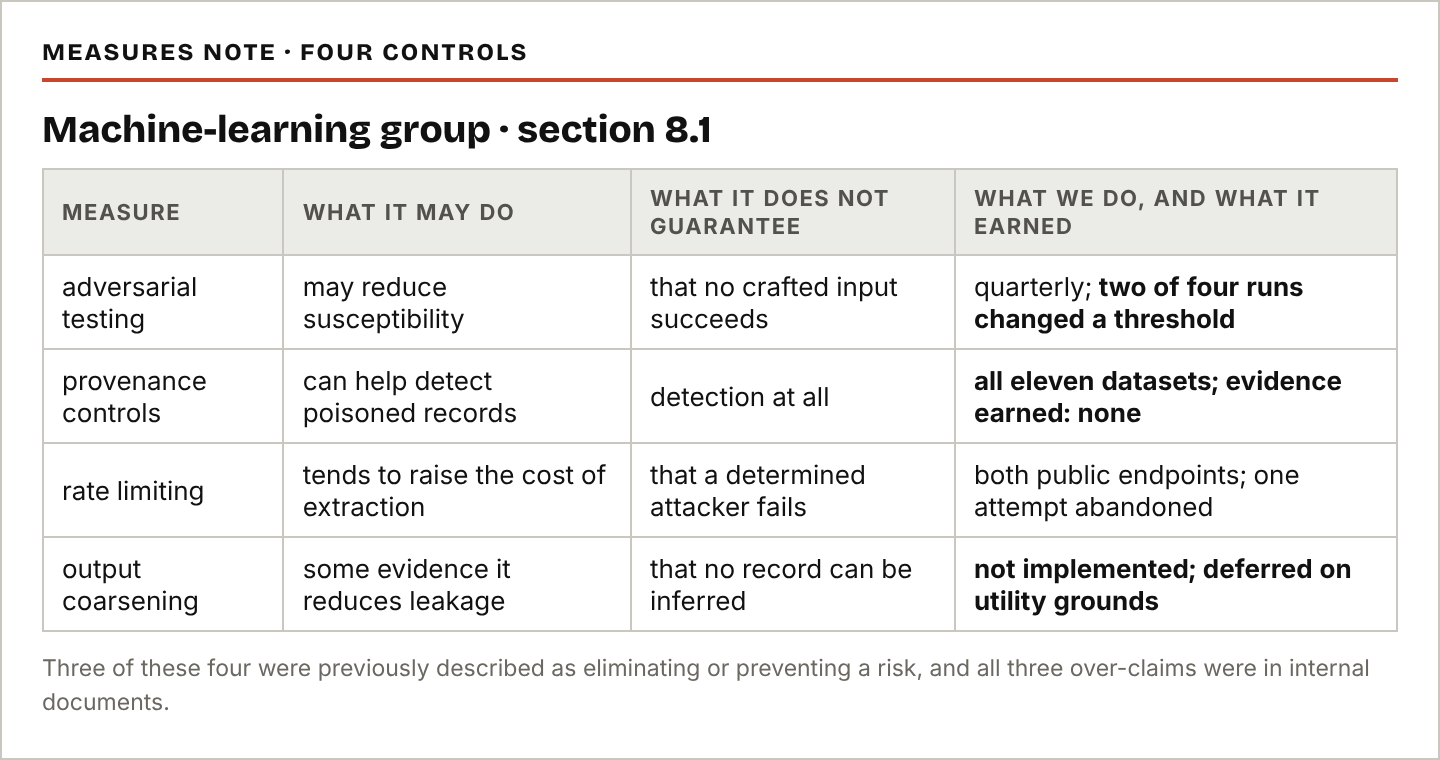 MEASURES NOTE · FOUR CONTROLS
Machine-learning group · section 8.1
MEASURE
WHAT IT MAY DO
WHAT IT DOES NOT
GUARANTEE
WHAT WE DO, AND WHAT IT
EARNED
adversarial
testing
may reduce
susceptibility
that no crafted input
succeeds
quarterly; two of four runs
changed a threshold
provenance
controls
can help detect
poisoned records
detection at all
all eleven datasets; evidence
earned: none
rate limiting
tends to raise the cost of
extraction
that a determined
attacker fails
both public endpoints; one
attempt abandoned
output
coarsening
some evidence it
reduces leakage
that no record can be
inferred
not implemented; deferred on
utility grounds
Three of these four were previously described as eliminating or preventing a risk, and all three over-claims were in internal
documents.